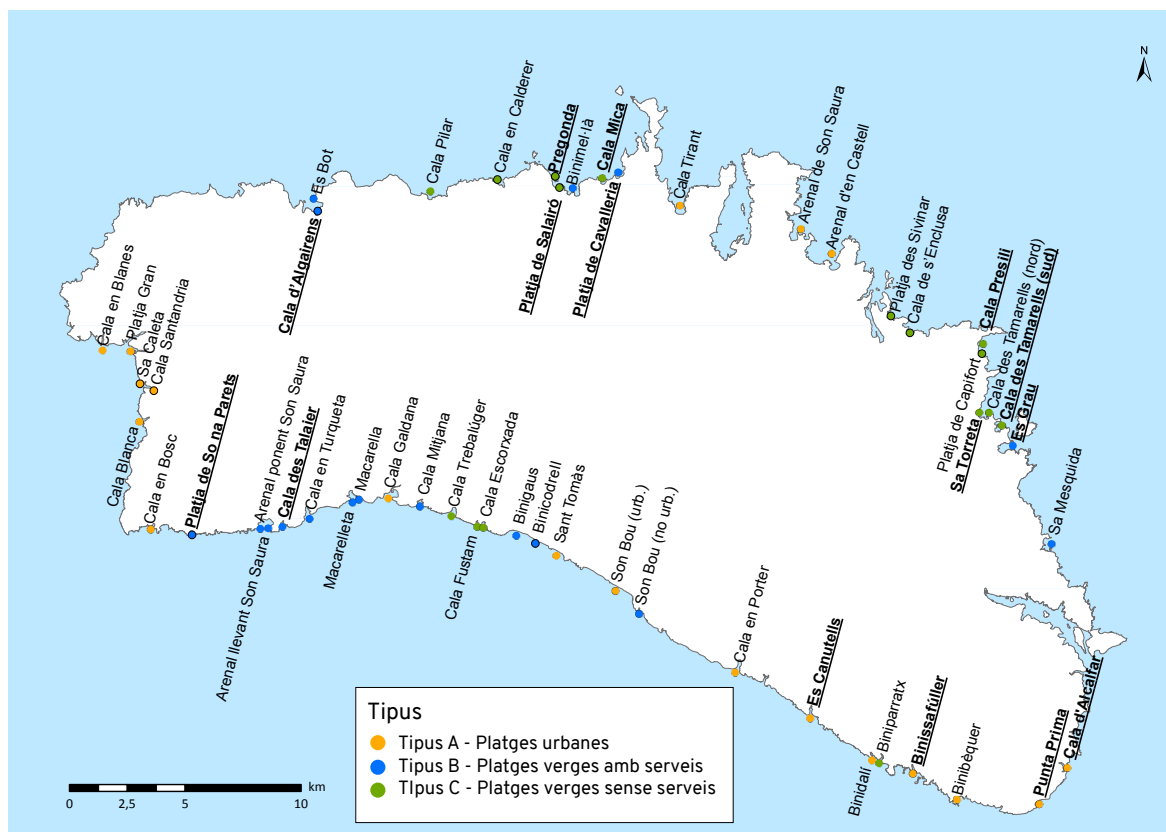 N
Es Bot
Cala d'Algairens
Cala Pilar
Cala en Calderer
Pregonda
Platja de Salairó
Binimel·là
Cala Mica
Platja de Cavalleria
Cala Tirant
Arenal de Son Saura
Arenal d'en Castell
Platja des Sivinar
Cala de s'Enclusa
Cala Presili
Platja de Capifort
Cala des Tamarells (nord)
Cala des Tamarells (sud)
Sa Torreta
Es Grau
Sa Mesquida
Cala en Blanes
Platja Gran
Sa Caleta
Cala Santandria
Cala Blanca
Cala en Bosc
Platja de So na Parets
Arenal llevant Son Saura
Arenal ponent Son Saura
Cala des Talaier
Cala en Turqueta
Macarelleta
Macarella
Cala Galdana
Cala Mitjana
Cala Trebalúger
Cala Fustam
Cala Escorxada
Binigaus
Binicodrell
Sant Tomàs
Son Bou (urb.)
Son Bou (no urb.)
Cala en Porter
Es Canutells
Binidalí
Biniparratx
Binissafúller
Binibèquer
Punta Prima
Cala d'Alcalfar
Tipus
Tipus A - Platges urbanes
Tipus B - Platges verges amb serveis
TIpus C - Platges verges sense serveis
km
0 2,5 5 10